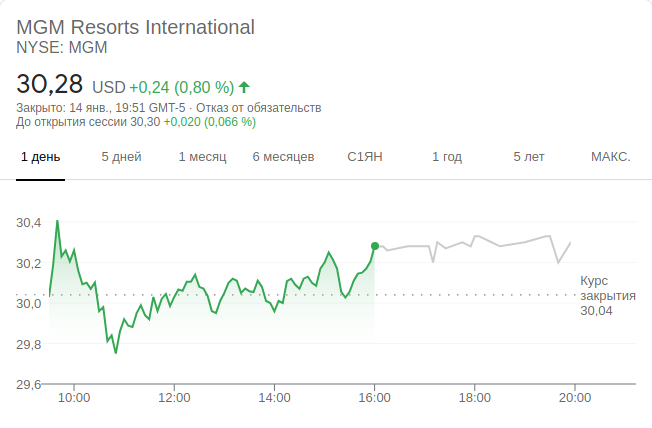 MGM Resorts International
NYSE: MGM
30,28 USD +0,24 (0,80 %)
Закрыто: 14 янв., 19:51 GMT-5 · Отказ от обязательств
До открытия сессии 30,30 +0,020 (0,066 %)
1 день 5 дней 1 месяц 6 месяцев С1ЯН 1 год 5 лет МАКС.
30,4
30,2
Курс
закрытия
30,0
30,04
29,8
29,6
10:00 12:00 14:00 16:00 18:00 20:00